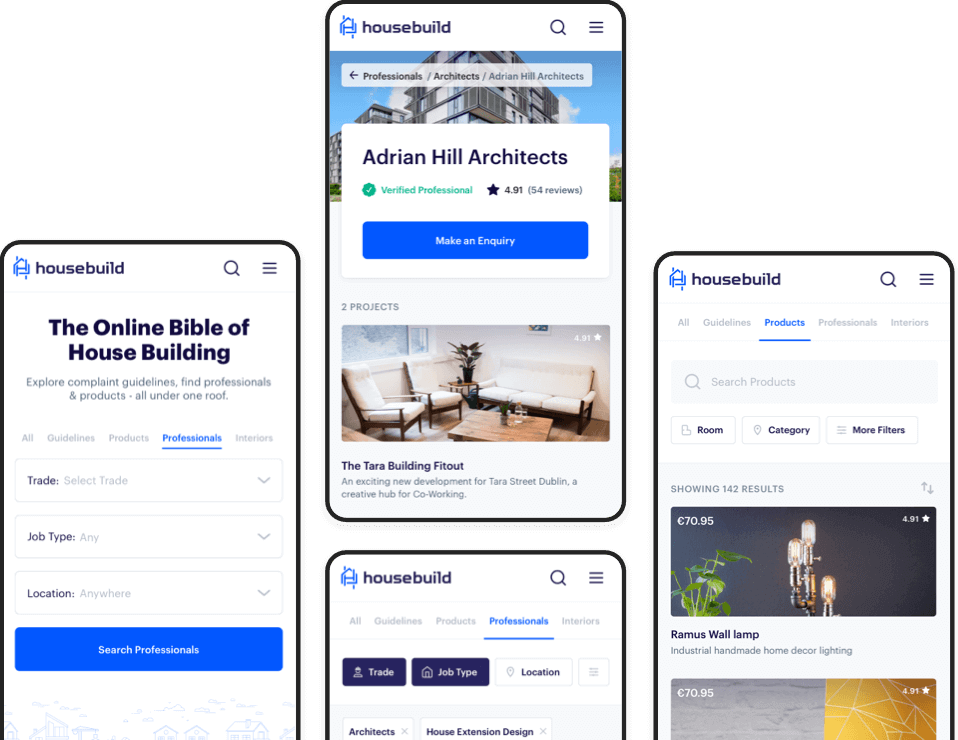 housebuild
The Online Bible of
House Building
Explore complaint guidelines, find professionals
& products - all under one roof.
All Guidelines Products Professionals Interiors
Trade: Select Trade
Job Type: Any
Location: Anywhere
Search Professionals
housebuild
Professionals / Architects / Adrian Hill Architects
Adrian Hill Architects
Verified Professional 4.91 (54 reviews)
Make an Enquiry
2 PROJECTS
4.91
The Tara Building Fitout
An exciting new development for Tara Street Dublin, a
creative hub for Co-Working.
housebuild
All Guidelines Products Professionals Interiors
Trade Job Type Location
Architects × House Extension Design ×
housebuild
All Guidelines Products Professionals Interiors
Search Products
Room Category More Filters
SHOWING 142 RESULTS
€70.95 4.91
Ramus Wall lamp
Industrial handmade home decor lighting
€70.95 4.91